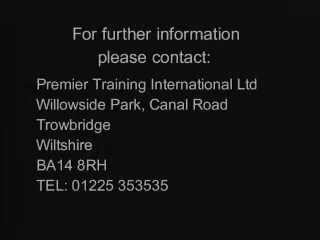 For further information
please contact:
Premier Training International Ltd
Willowside Park, Canal Road
Trowbridge
Wiltshire
BA14 8RH
TEL: 01225 353535